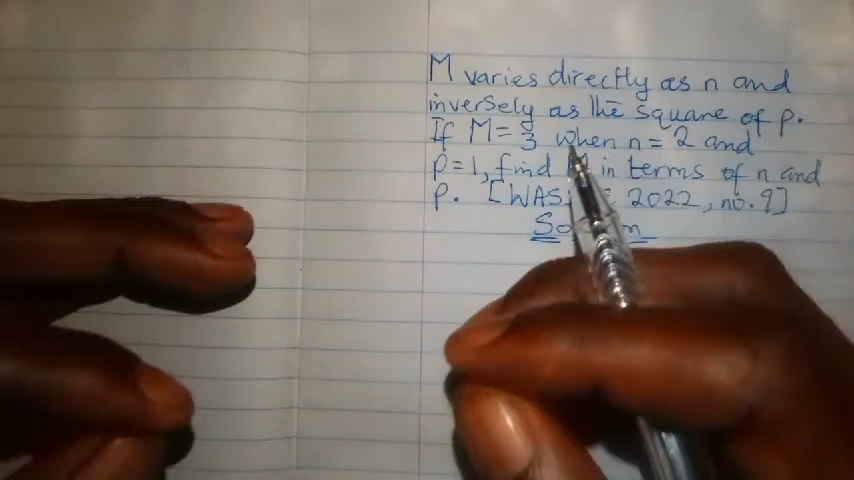 M varies directly as n and
inversely as the square of p.
If M = 3 when n = 2 and
p = 1, find M in terms of n and
p. [WAS 2022, no. 9]